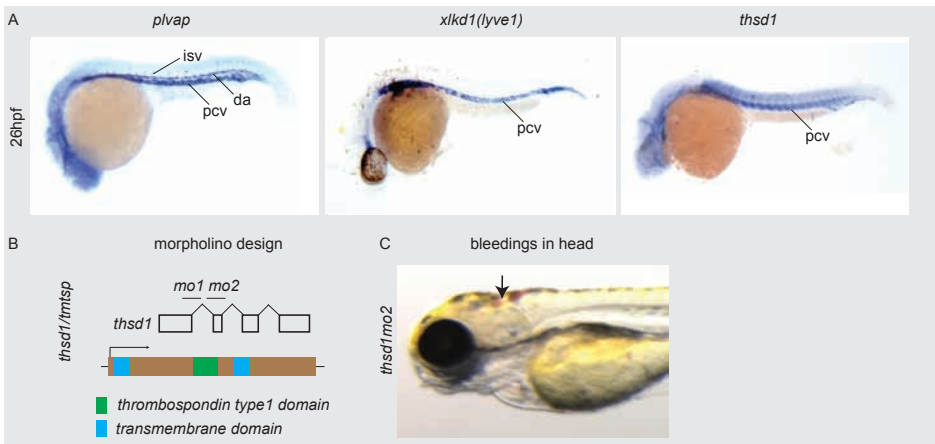 A plvap xlkd1(lyve1) thsd1
26hpf
isv
da
pcv
pcv
pcv
B morpholino design
thsd1/tmtsp
mo1 mo2
thsd1
thrombospondin type1 domain
transmembrane domain
C bleedings in head
thsd1mo2